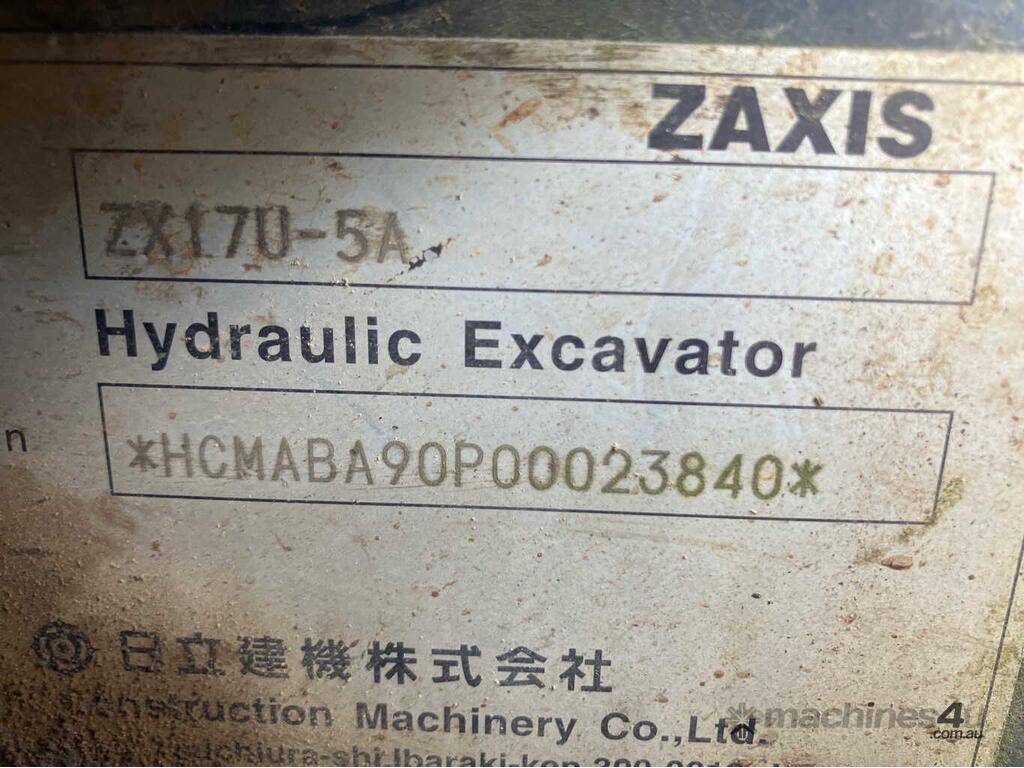 ZAXIS
ZX17U-5A
Hydraulic Excavator
n
*HCMABA90P00023840*
日立建機株式会社
Construction Machinery Co.,Ltd.
machines4u
.com.au